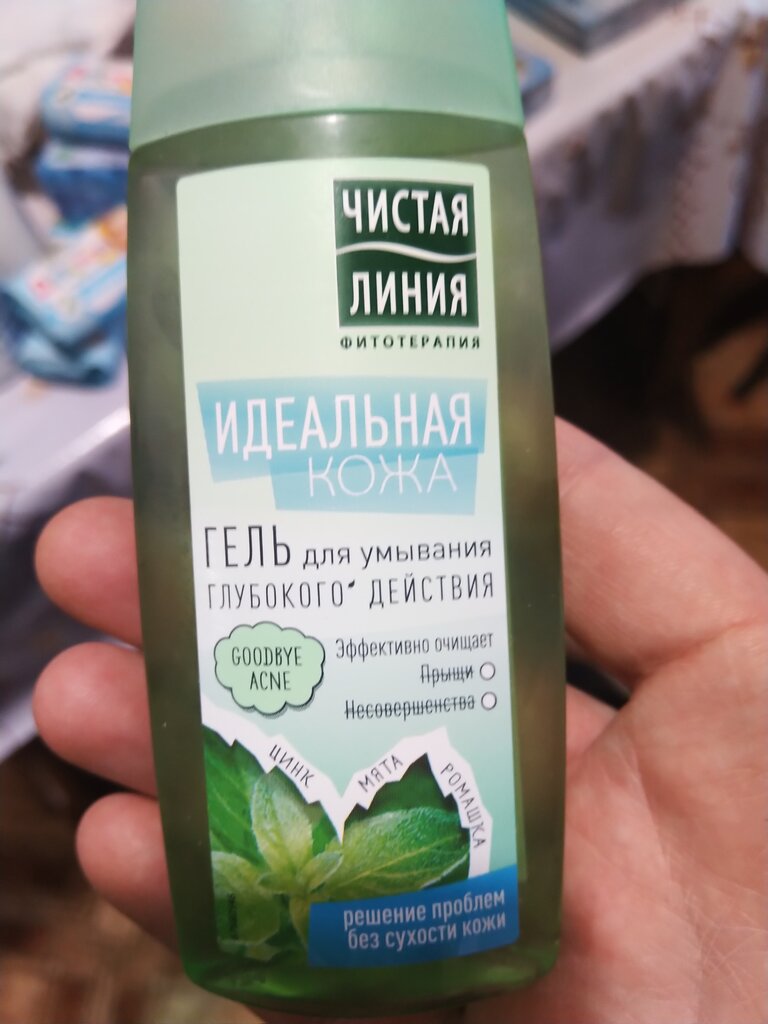 ЧИСТАЯ
ЛИНИЯ
ФИТОТЕРАПИЯ
ИДЕАЛЬНАЯ
КОЖА
ГЕЛЬ для умывания
ГЛУБОКОГО ДЕЙСТВИЯ
GOODBYE
ACNE
Эффективно очищает
Прыщи
Несовершенства
ЦИНК
МЯТА
РОМАШКА
решение проблем
без сухости кожи